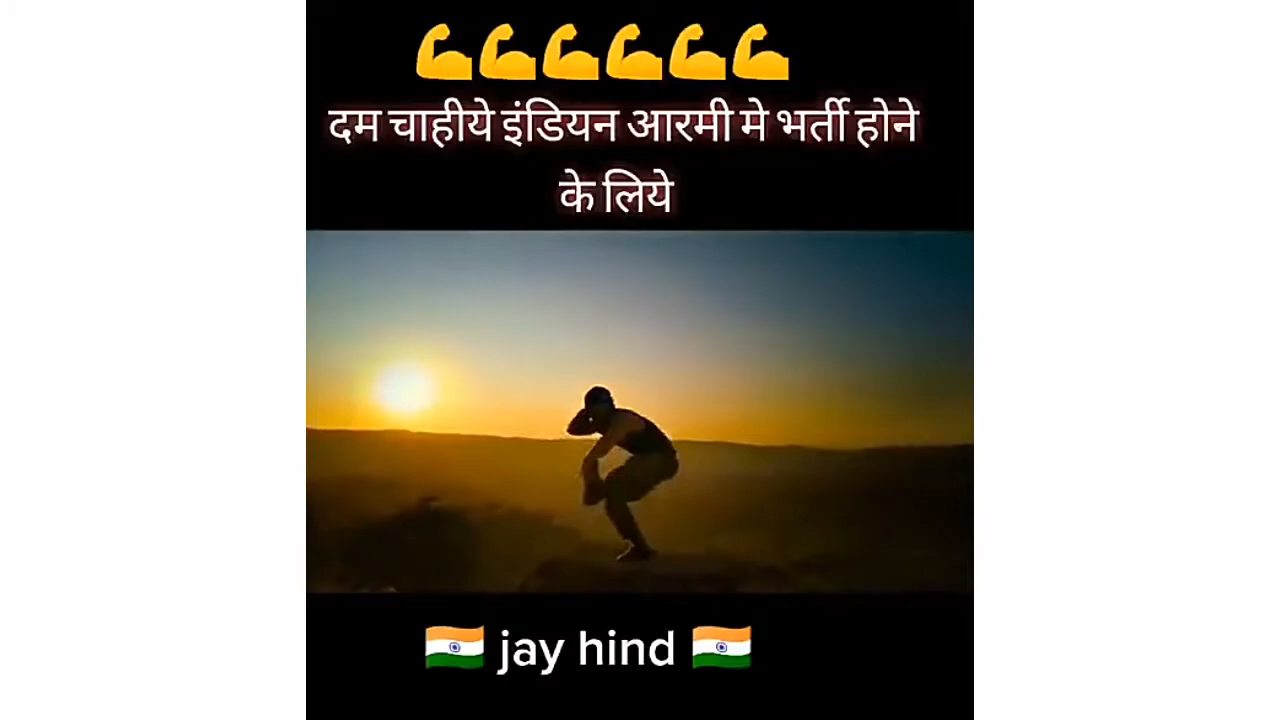 💪💪💪💪💪💪
दम चाहीये इंडियन आरमी मे भर्ती होने
के लिये
🇮🇳 jay hind 🇮🇳